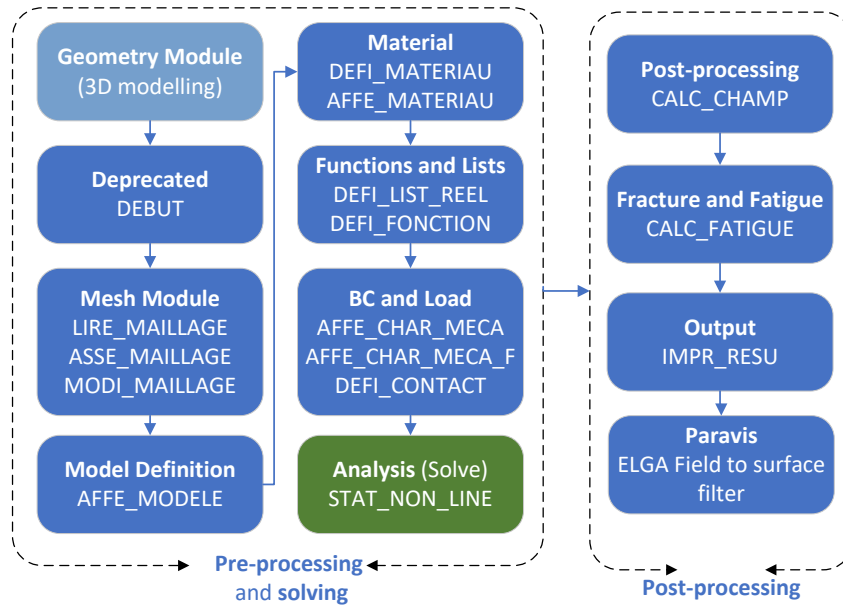 Geometry Module
(3D modelling)
Deprecated
DEBUT
Mesh Module
LIRE_MAILLAGE
ASSE_MAILLAGE
MODI_MAILLAGE
Model Definition
AFFE_MODELE
Material
DEFI_MATERIAU
AFFE_MATERIAU
Functions and Lists
DEFI_LIST_REEL
DEFI_FONCTION
BC and Load
AFFE_CHAR_MECA
AFFE_CHAR_MECA_F
DEFI_CONTACT
Analysis (Solve)
STAT_NON_LINE
Pre-processing
and solving
Post-processing
CALC_CHAMP
Fracture and Fatigue
CALC_FATIGUE
Output
IMPR_RESU
Paravis
ELGA Field to surface
filter
Post-processing